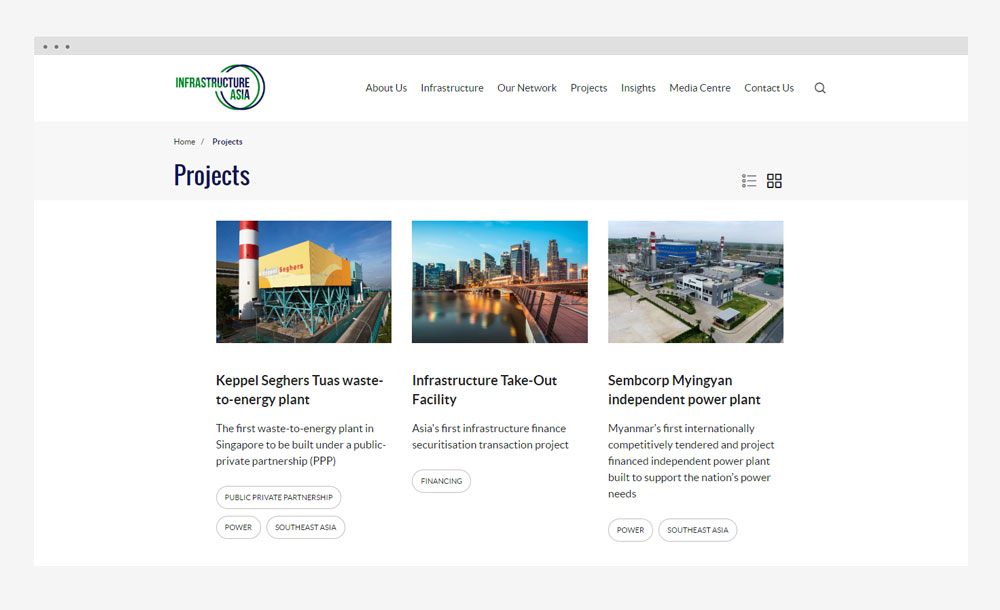 INFRASTRUCTURE
ASIA
About Us Infrastructure Our Network Projects Insights Media Centre Contact Us
Home / Projects
Projects
Keppel Seghers
Keppel Seghers Tuas waste-
to-energy plant
The first waste-to-energy plant in
Singapore to be built under a public-
private partnership (PPP)
PUBLIC PRIVATE PARTNERSHIP
POWER SOUTHEAST ASIA
Infrastructure Take-Out
Facility
Asia's first infrastructure finance
securitisation transaction project
FINANCING
Sembcorp Myingyan
independent power plant
Myanmar's first internationally
competitively tendered and project
financed independent power plant
built to support the nation's power
needs
POWER SOUTHEAST ASIA